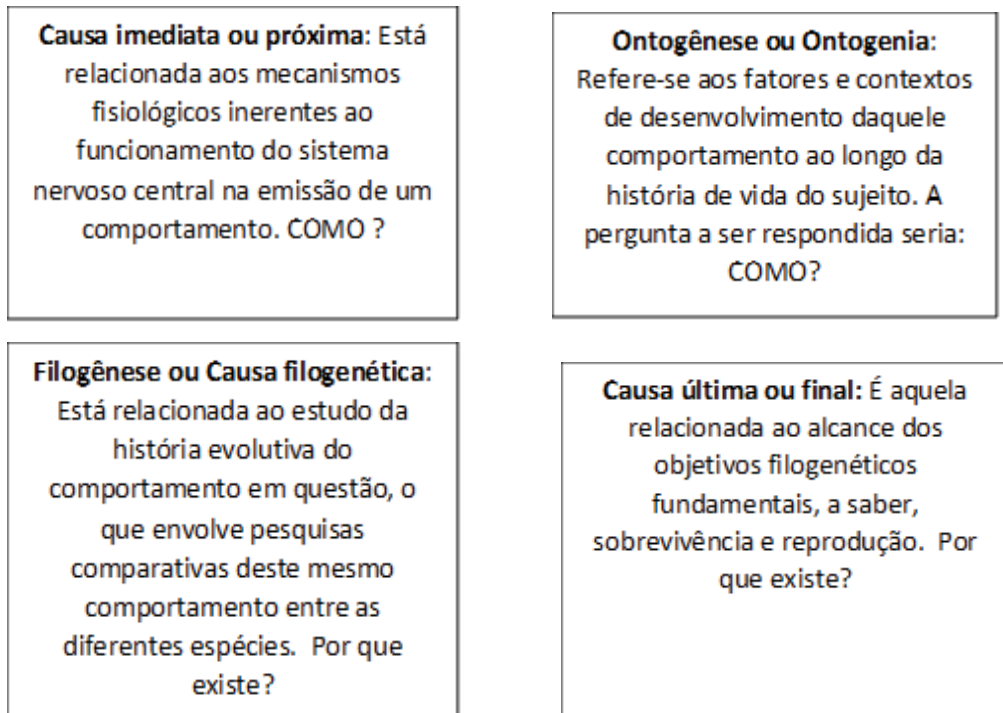 Causa imediata ou próxima: Está
relacionada aos mecanismos
fisiológicos inerentes ao
funcionamento do sistema
nervoso central na emissão de um
comportamento. COMO ?
Ontogênese ou Ontogenia:
Refere-se aos fatores e contextos
de desenvolvimento daquele
comportamento ao longo da
história de vida do sujeito. A
pergunta a ser respondida seria:
COMO?
Filogênese ou Causa filogenética:
Está relacionada ao estudo da
história evolutiva do
comportamento em questão, o
que envolve pesquisas
comparativas deste mesmo
comportamento entre as
diferentes espécies. Por que
existe?
Causa última ou final: É aquela
relacionada ao alcance dos
objetivos filogenéticos
fundamentais, a saber,
sobrevivência e reprodução. Por
que existe?